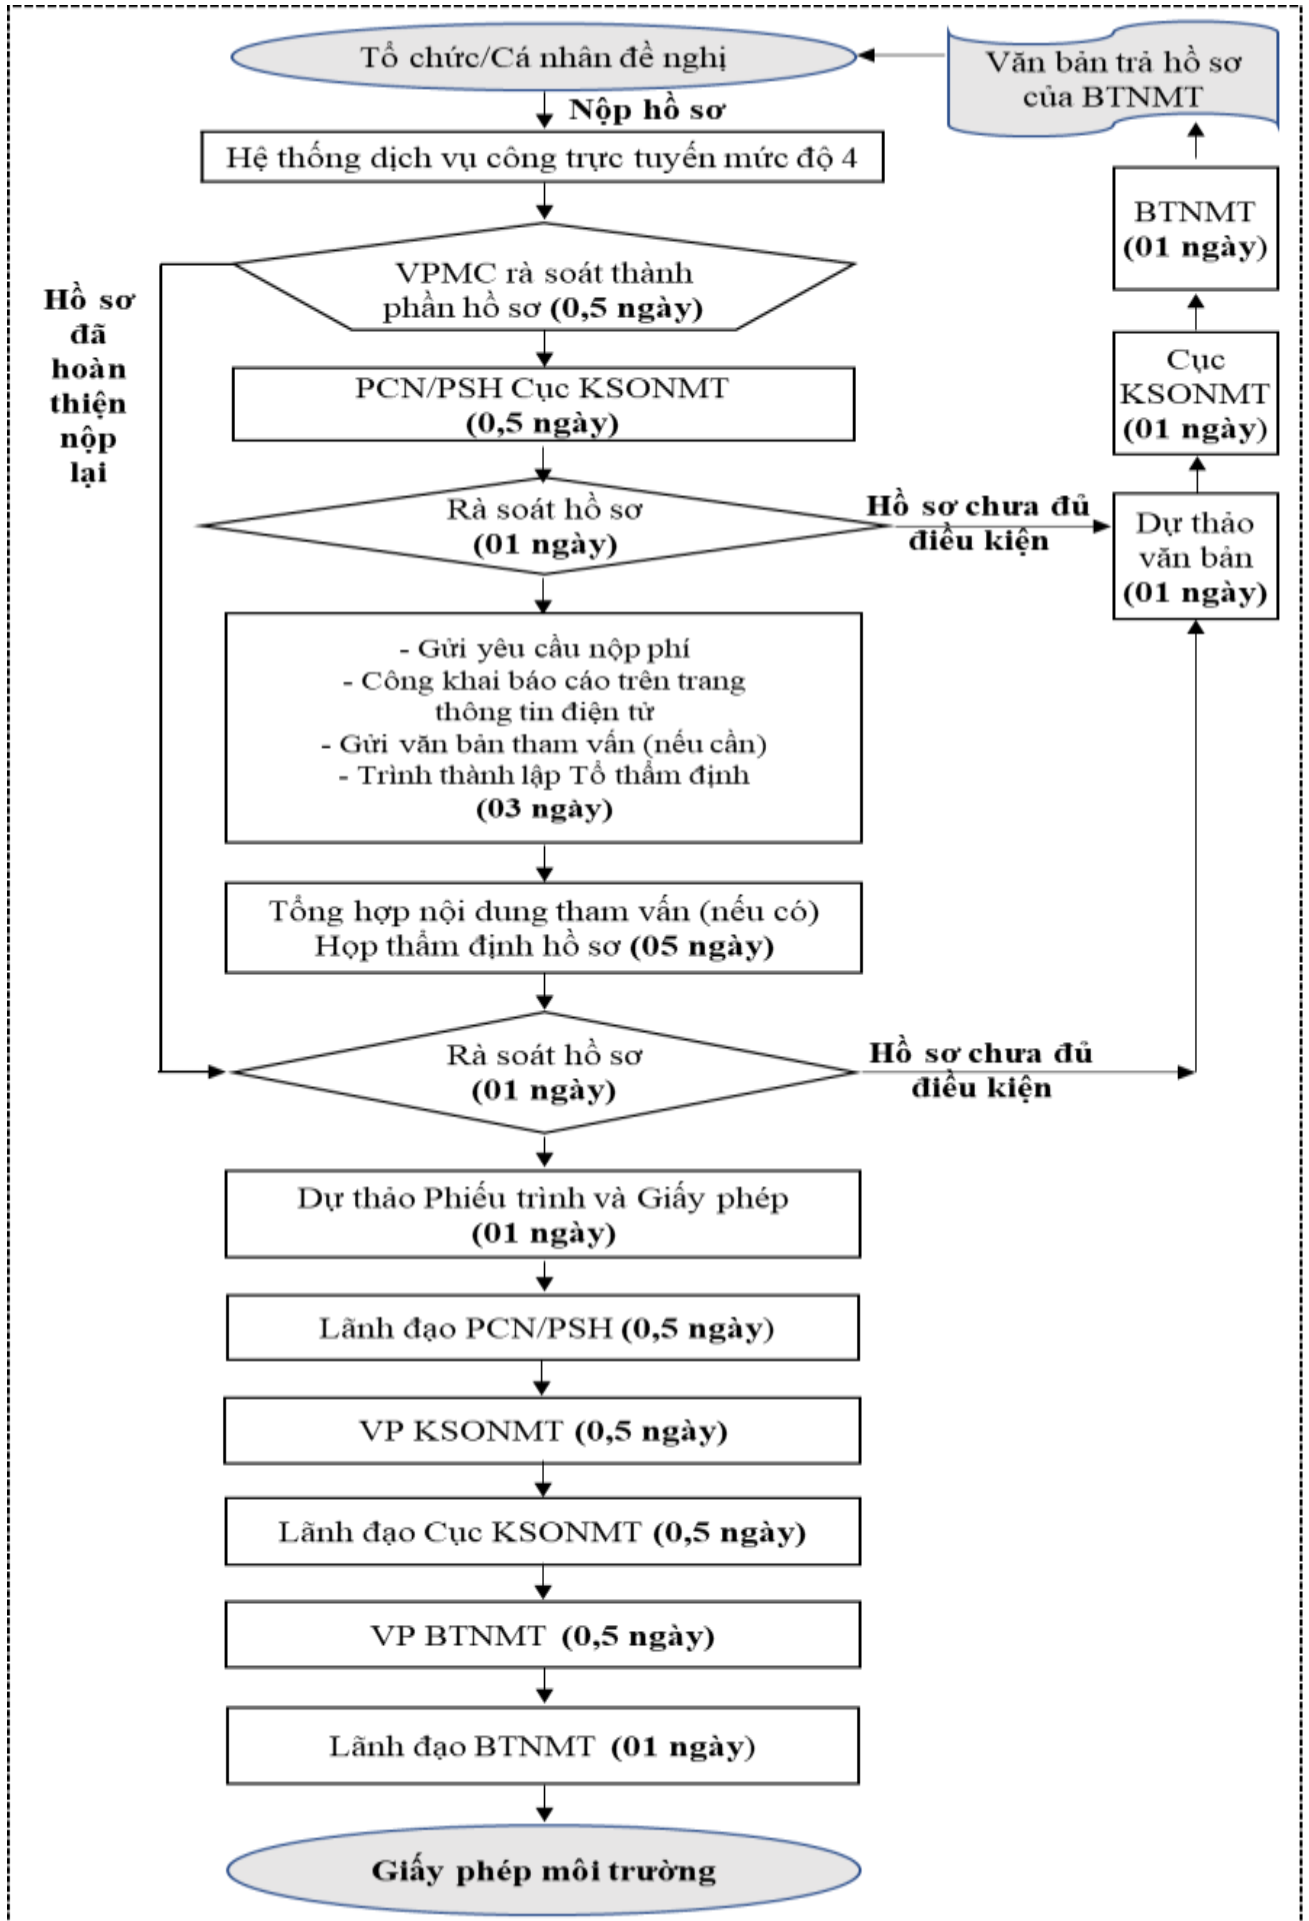 Tổ chức/Cá nhân đề nghị
Văn bản trả hồ sơ
của BTNMT
Nộp hồ sơ
Hệ thống dịch vụ công trực tuyến mức độ 4
BTNMT
(01 ngày)
VPMC rà soát thành
phần hồ sơ (0,5 ngày)
Hồ sơ
đã
hoàn
thiện
nộp
lại
Cục
KSONMT
(01 ngày)
PCN/PSH Cục KSONMT
(0,5 ngày)
Rà soát hồ sơ
(01 ngày)
Hồ sơ chưa đủ
điều kiện
Dự thảo
văn bản
(01 ngày)
- Gửi yêu cầu nộp phí
- Công khai báo cáo trên trang
thông tin điện tử
- Gửi văn bản tham vấn (nếu cần)
- Trình thành lập Tổ thẩm định
(03 ngày)
Tổng hợp nội dung tham vấn (nếu có)
Họp thẩm định hồ sơ (05 ngày)
Rà soát hồ sơ
(01 ngày)
Hồ sơ chưa đủ
điều kiện
Dự thảo Phiếu trình và Giấy phép
(01 ngày)
Lãnh đạo PCN/PSH (0,5 ngày)
VP KSONMT (0,5 ngày)
Lãnh đạo Cục KSONMT (0,5 ngày)
VP BTNMT (0,5 ngày)
Lãnh đạo BTNMT (01 ngày)
Giấy phép môi trường